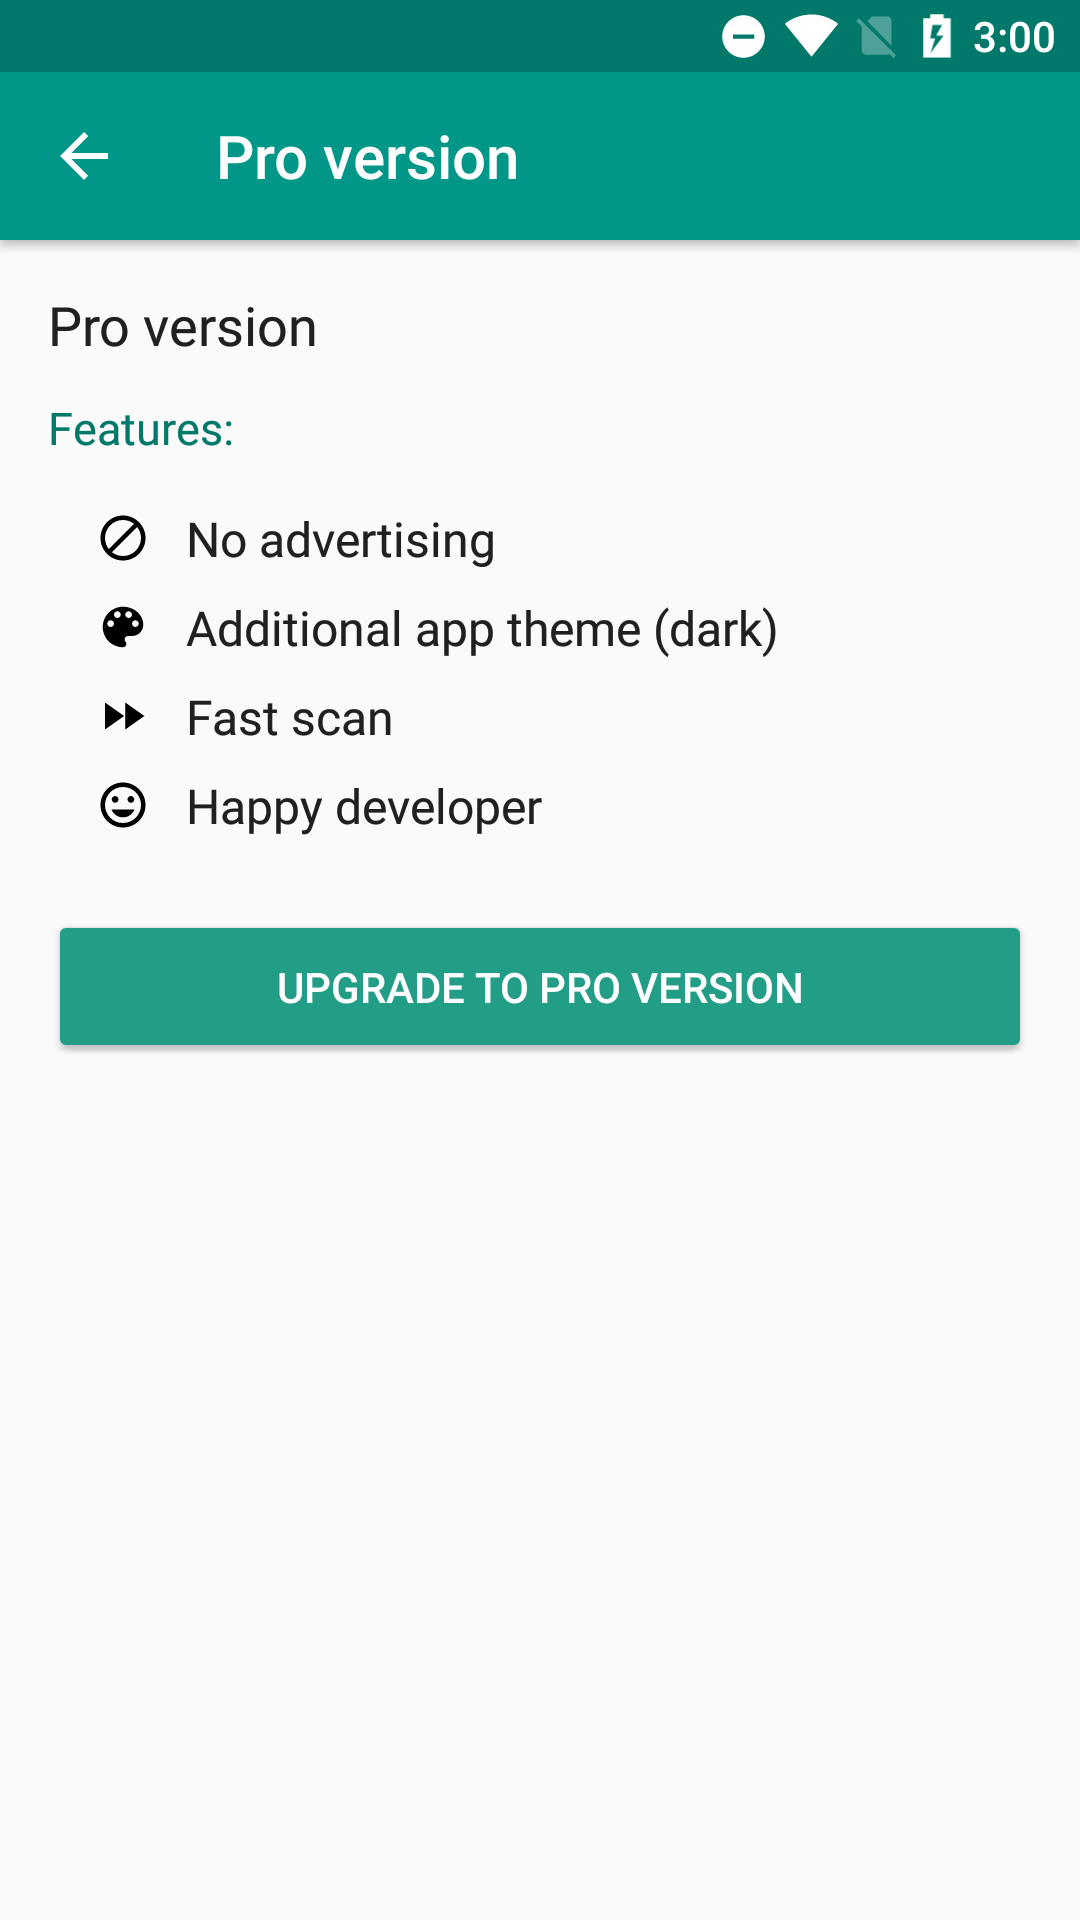 3:00
Pro version
Pro version
Features:
No advertising
Additional app theme (dark)
Fast scan
Happy developer
UPGRADE TO PRO VERSION